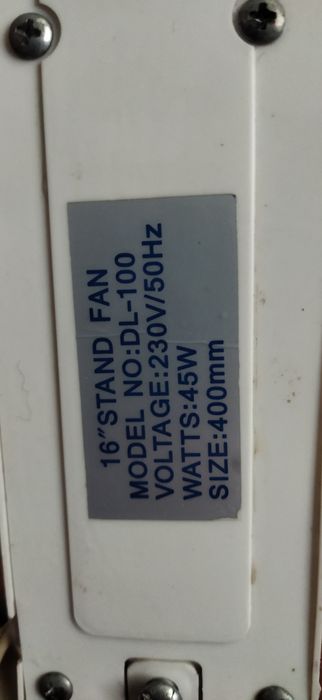 16"STAND FAN
MODEL NO:DL-100
VOLTAGE:230V/50Hz
WATTS:45W
SIZE:400mm